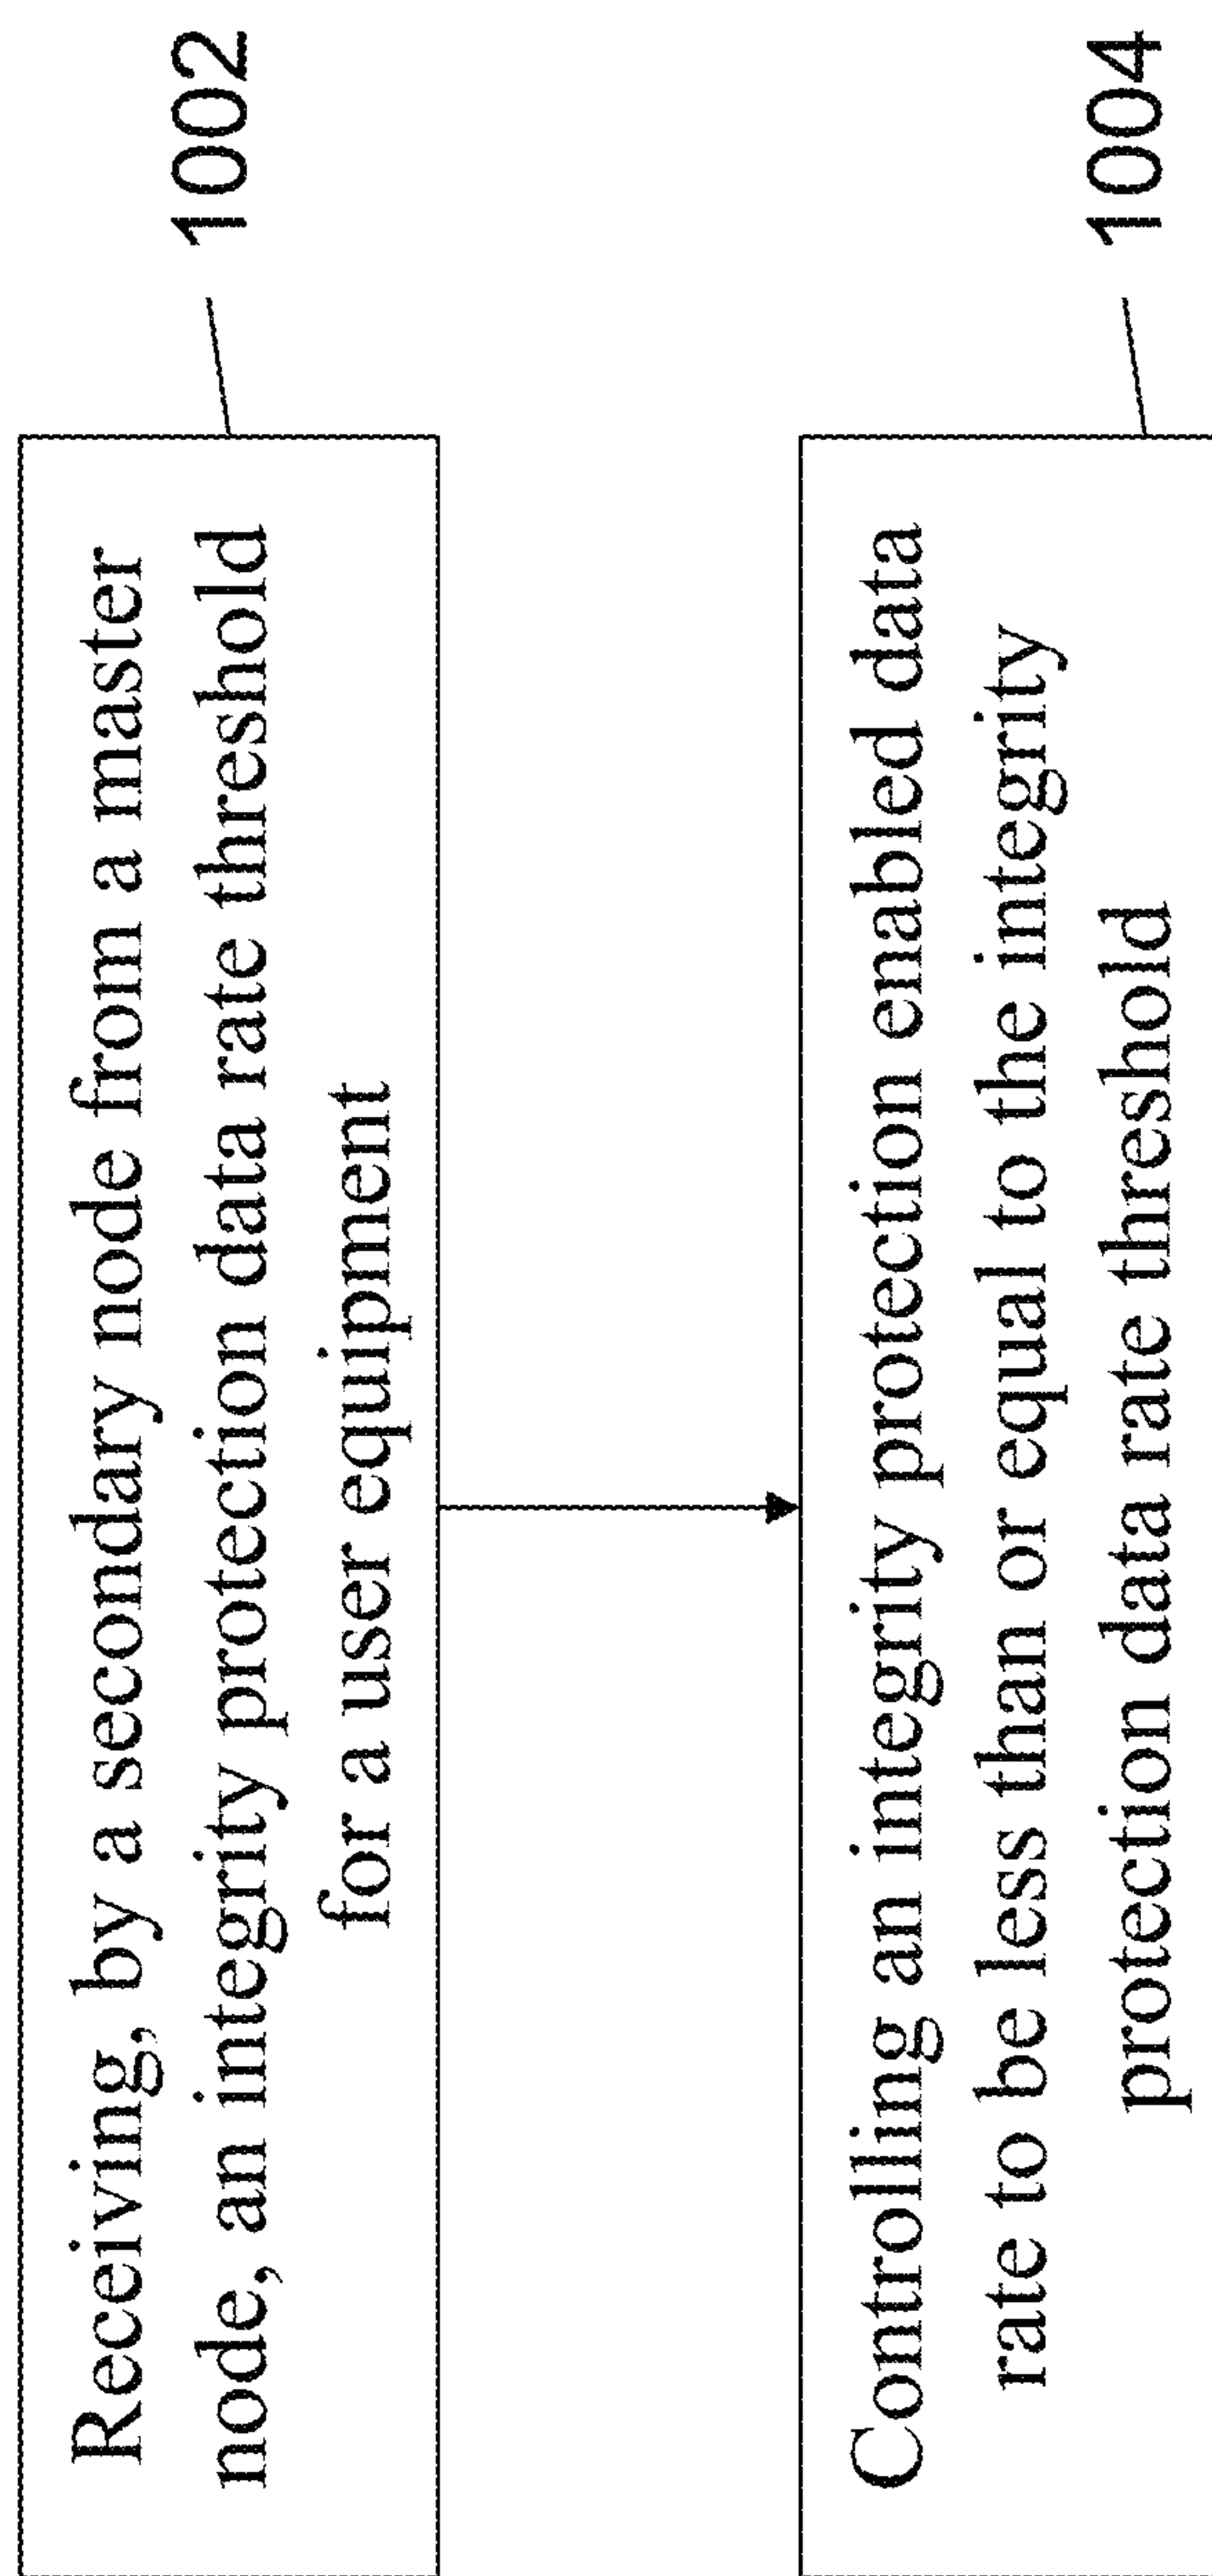 Receiving, by a secondary node from a master
node, an integrity protection data rate threshold
for a user equipment
1002
Controlling an integrity protection enabled data
rate to be less than or equal to the integrity
protection data rate threshold
1004